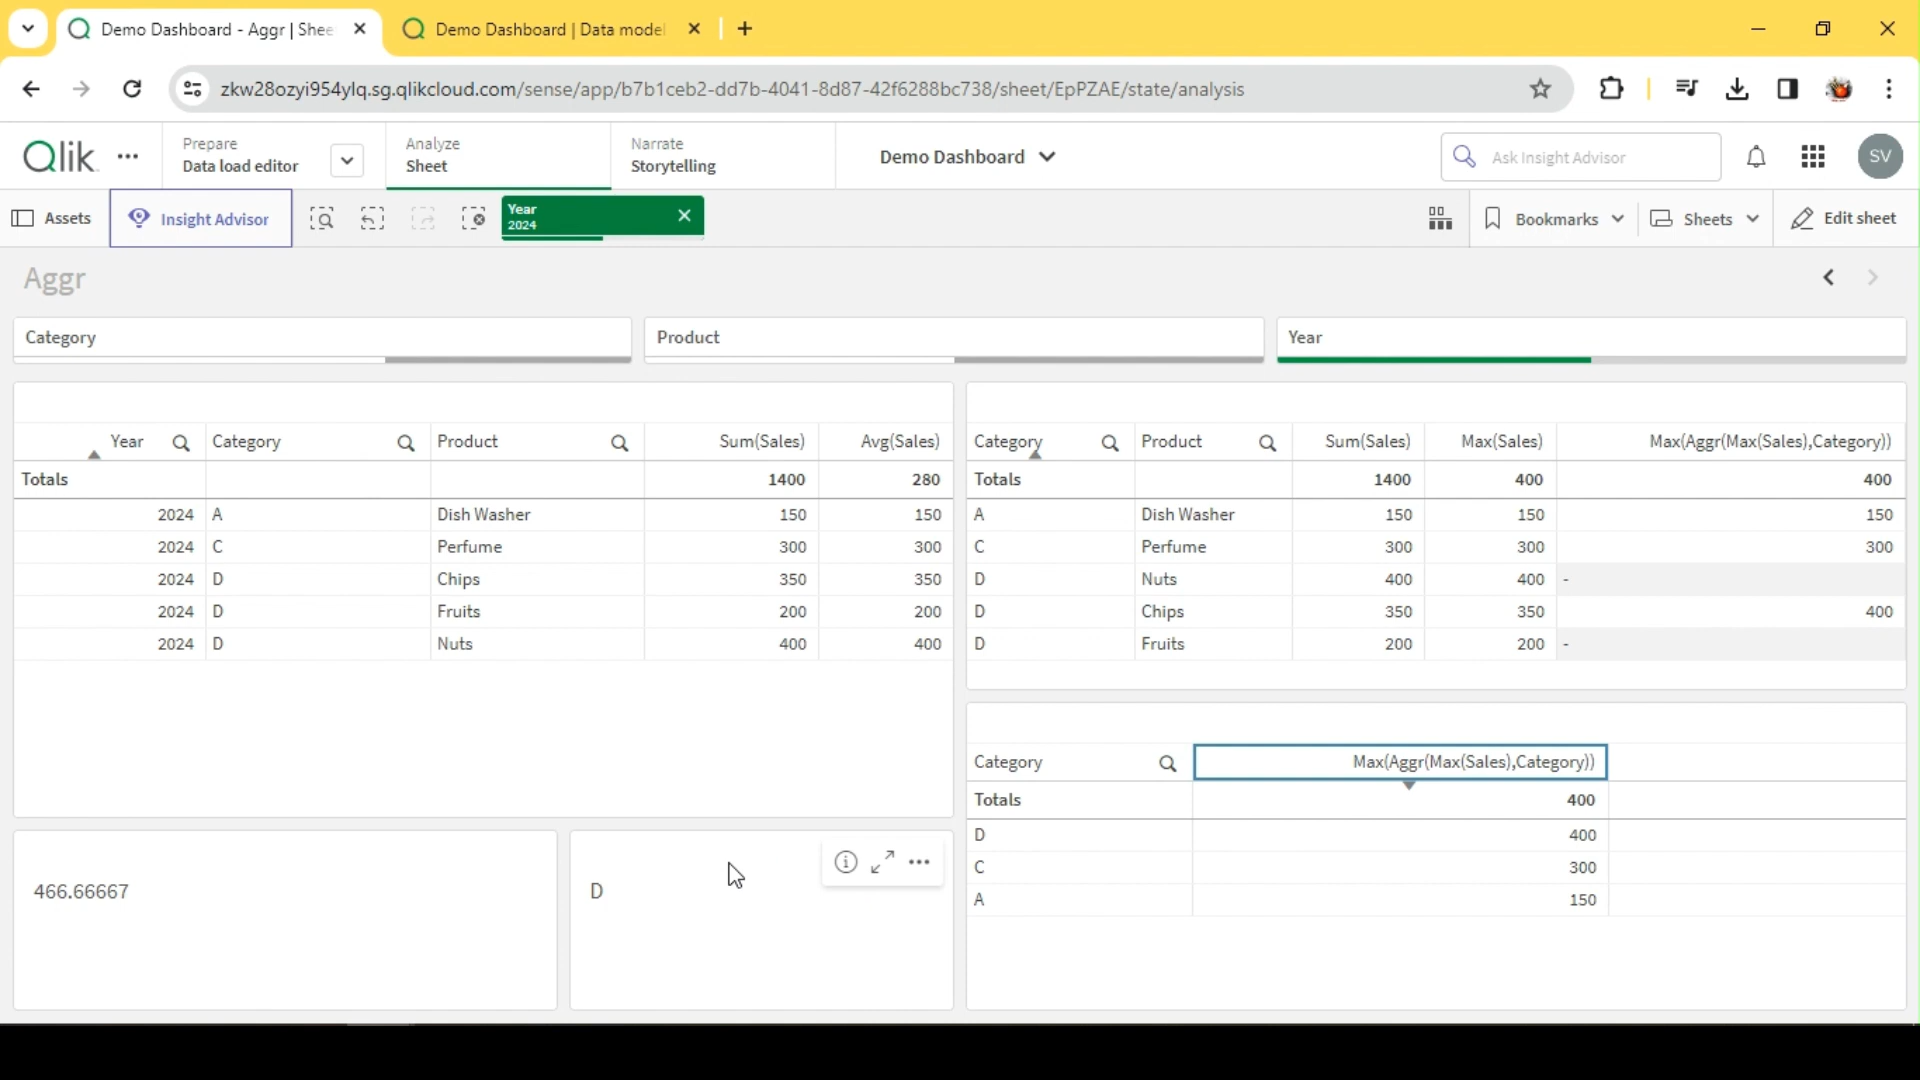 Demo Dashboard - Aggr | Shee
Demo Dashboard | Data model
zkw28ozyi954ylq.sg.qlikcloud.com/sense/app/b7b1ceb2-dd7b-4041-8d87-42f6288bc738/sheet/EpPZAE/state/analysis
Qlik
Prepare
Data load editor
Analyze
Sheet
Narrate
Storytelling
Demo Dashboard
Ask Insight Advisor
SV
Assets
Insight Advisor
Year
2024
Bookmarks
Sheets
Edit sheet
Aggr
Category
Product
Year
Year Category Product Sum(Sales) Avg(Sales)
Totals 1400 280
2024 A Dish Washer 150 150
2024 C Perfume 300 300
2024 D Chips 350 350
2024 D Fruits 200 200
2024 D Nuts 400 400
Category Product Sum(Sales) Max(Sales) Max(Aggr(Max(Sales),Category))
Totals 1400 400 400
A Dish Washer 150 150 150
C Perfume 300 300 300
D Nuts 400 400 -
D Chips 350 350 400
D Fruits 200 200 -
Category Max(Aggr(Max(Sales),Category))
Totals 400
D 400
C 300
A 150
466.66667
D